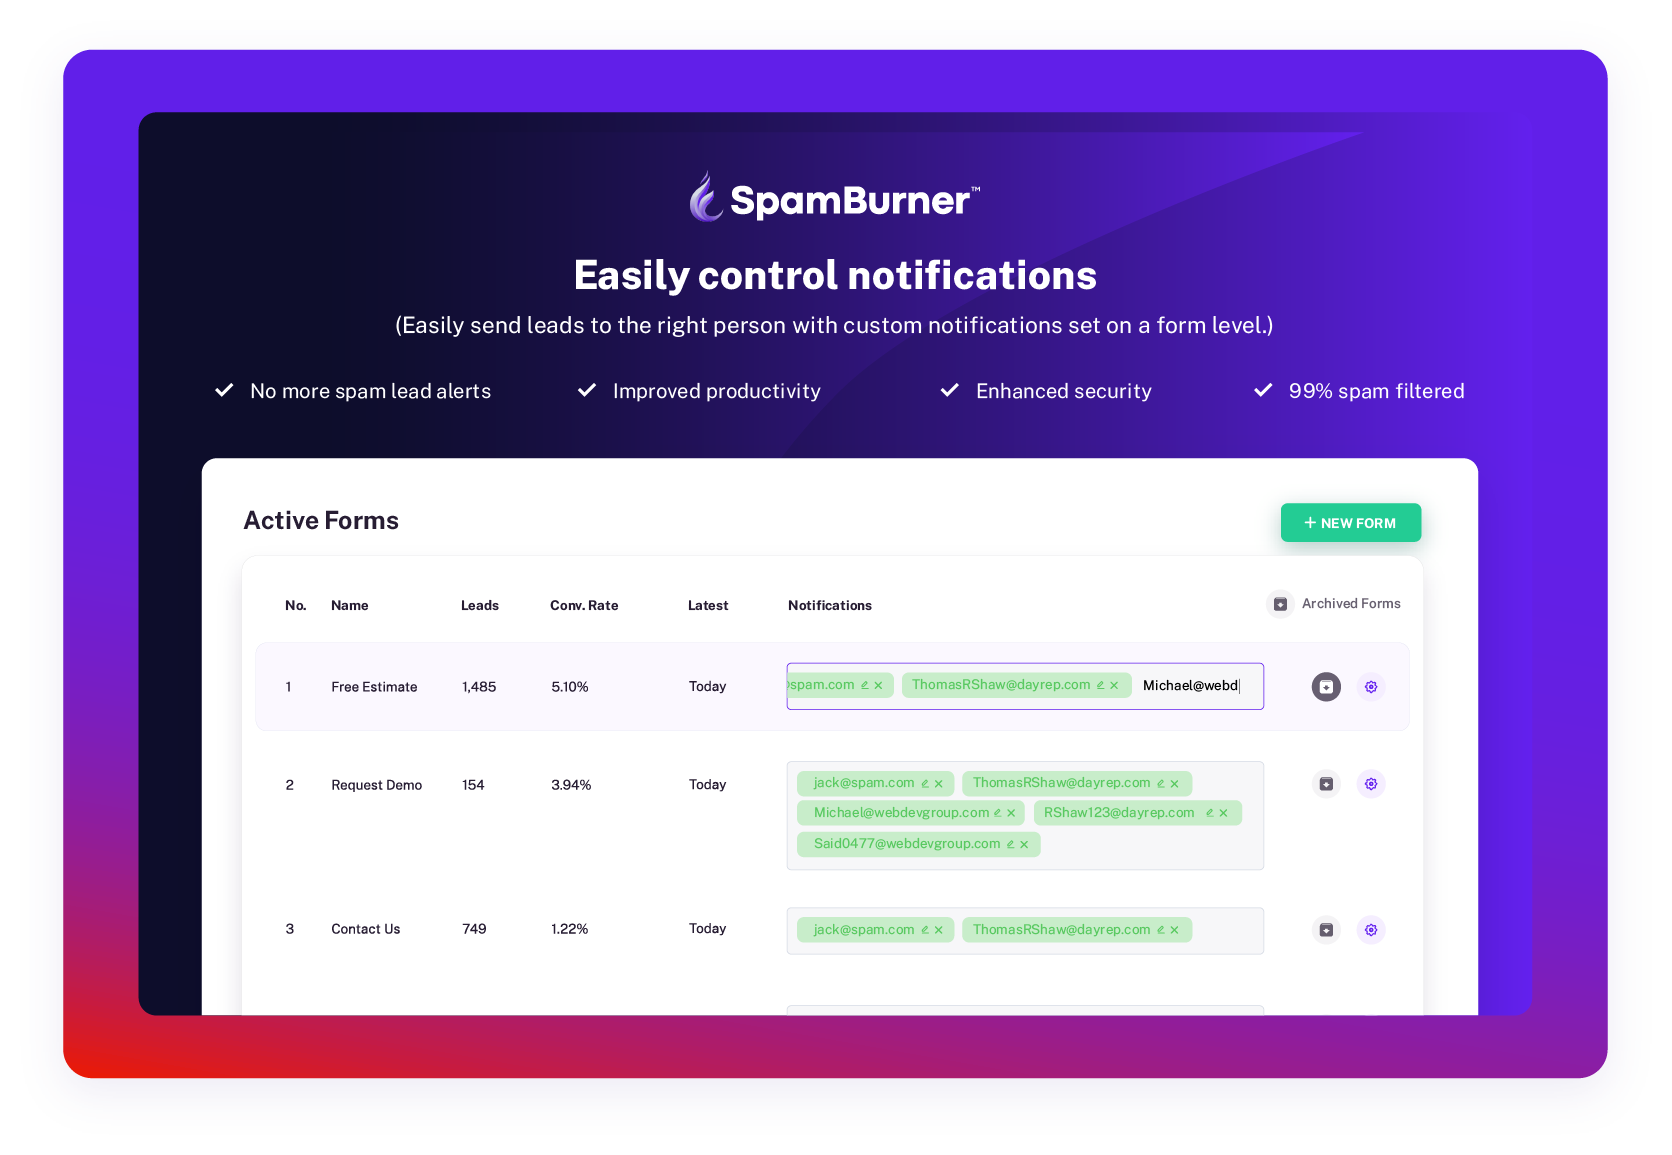 SpamBurner™
Easily control notifications
(Easily send leads to the right person with custom notifications set on a form level.)
No more spam lead alerts Improved productivity Enhanced security 99% spam filtered
Active Forms + NEW FORM
No. Name Leads Conv. Rate Latest Notifications Archived Forms
1 Free Estimate 1,485 5.10% Today spam.com ThomasRShaw@dayrep.com Michael@webd
2 Request Demo 154 3.94% Today jack@spam.com ThomasRShaw@dayrep.com
Michael@webdevgroup.com RShaw123@dayrep.com
Said0477@webdevgroup.com
3 Contact Us 749 1.22% Today jack@spam.com ThomasRShaw@dayrep.com